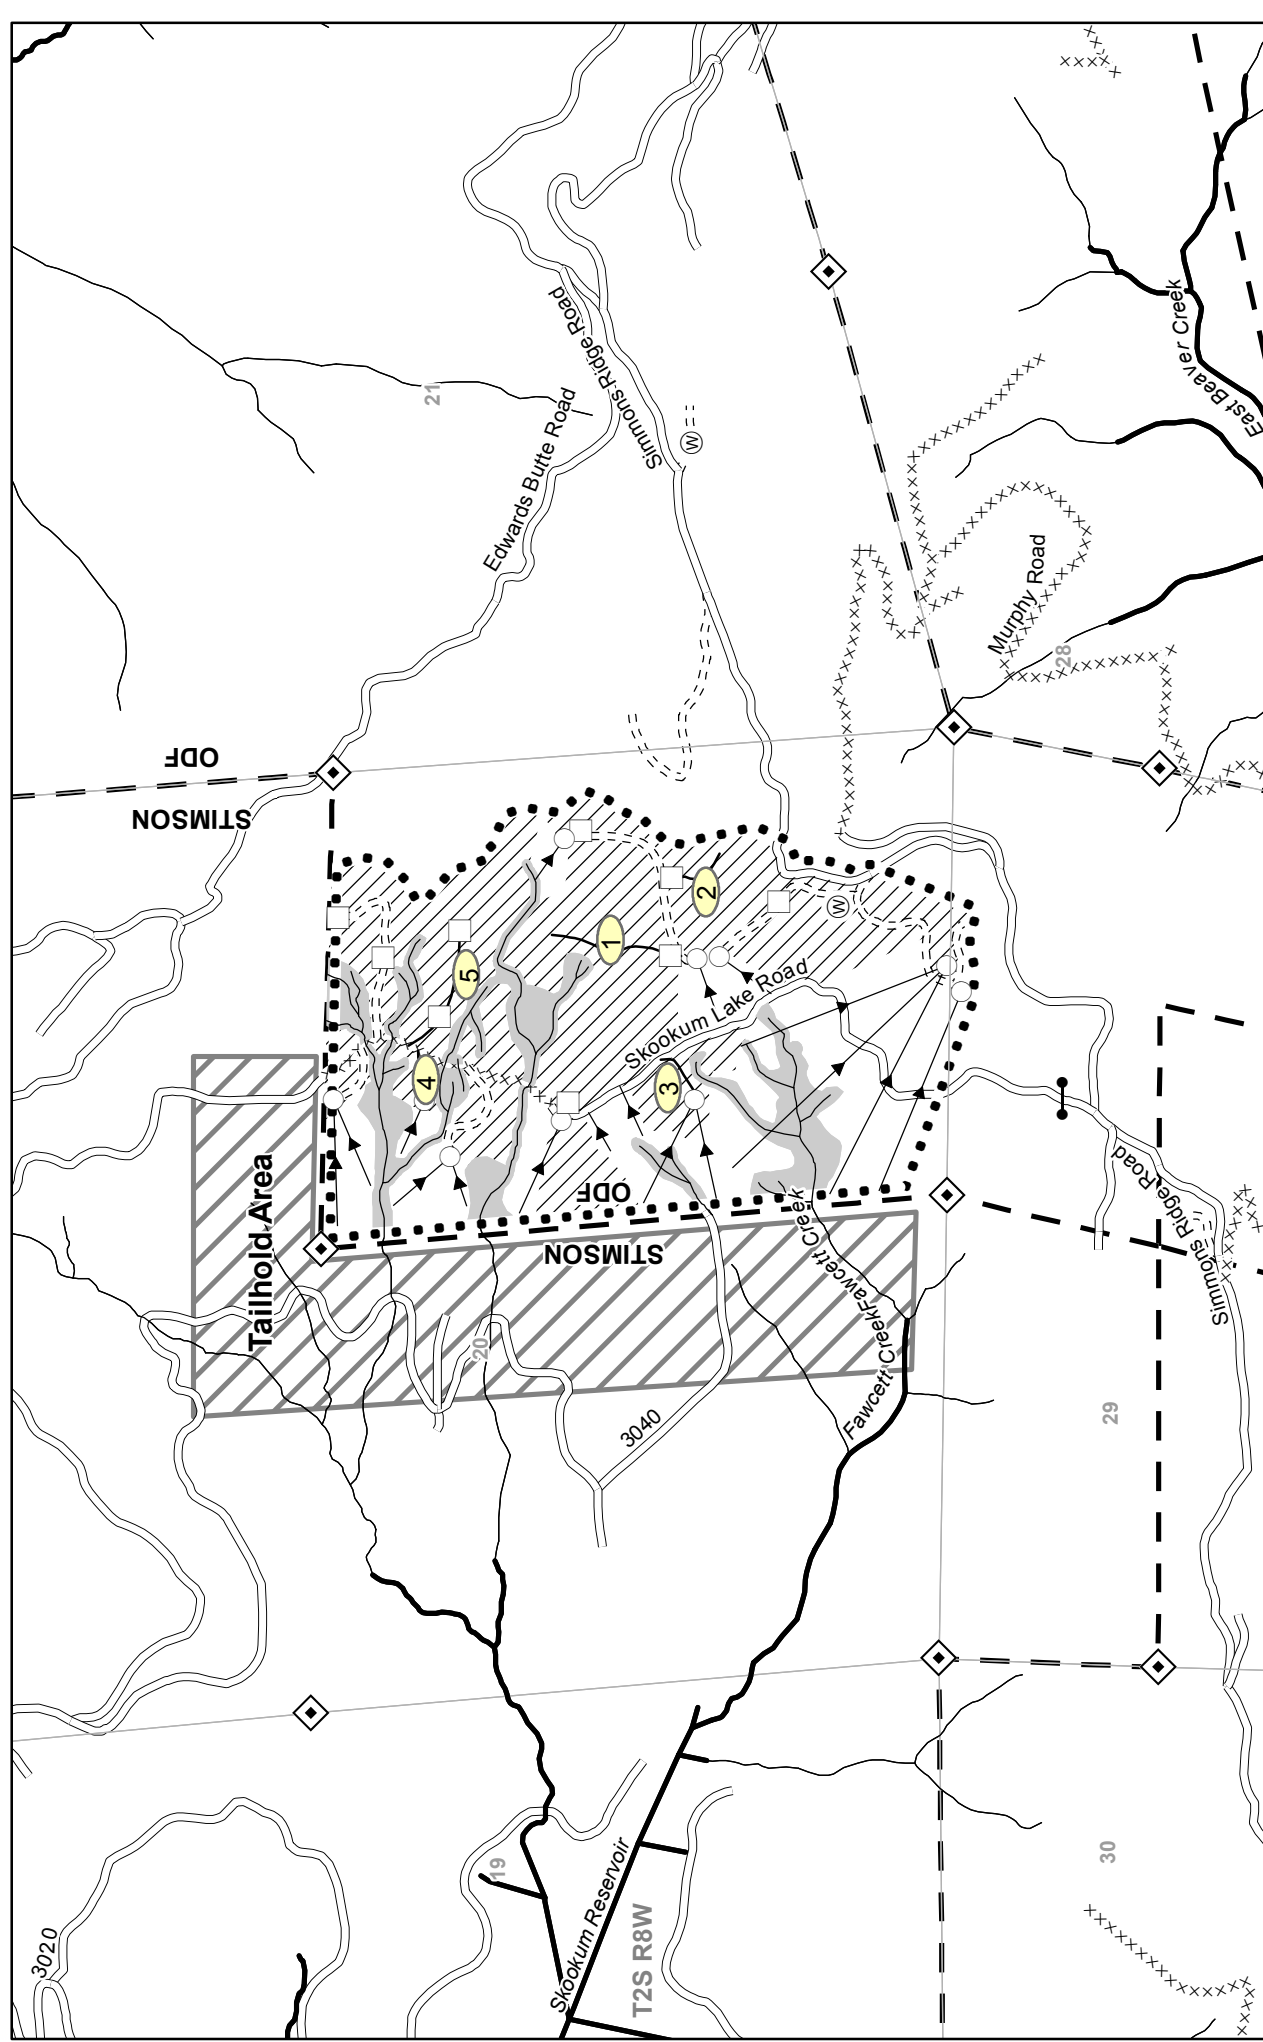 3020
19
Skookum Reservoir
T2S R8W
30
3040
20
29
Fawcett Creek
Fawcett Creek
Tailhold Area
STIMSON
ODF
Simmons Ridge Road
Skookum Lake Road
1
2
3
4
5
W
STIMSON
ODF
Edwards Butte Road
Simmons Ridge Road
W
21
Murphy Road
28
East Beaver Creek